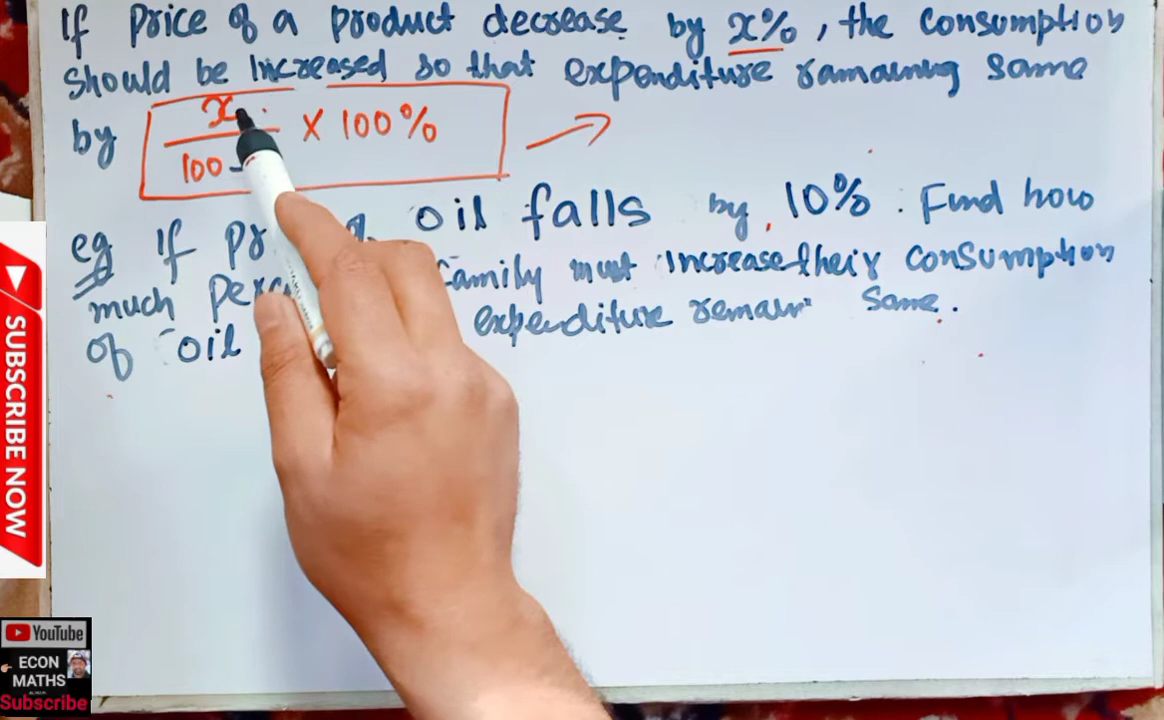 If Price of a product decrease by x%, the Consumption
should be Increased so that expenditure ramaining Same
by x
100- × 100%
eg If of oil falls by 10%. Find how
much family must Increase their Consumption
of oil expenditure remain Same.
SUBSCRIBE NOW
YouTube
ECON
MATHS
Subscribe